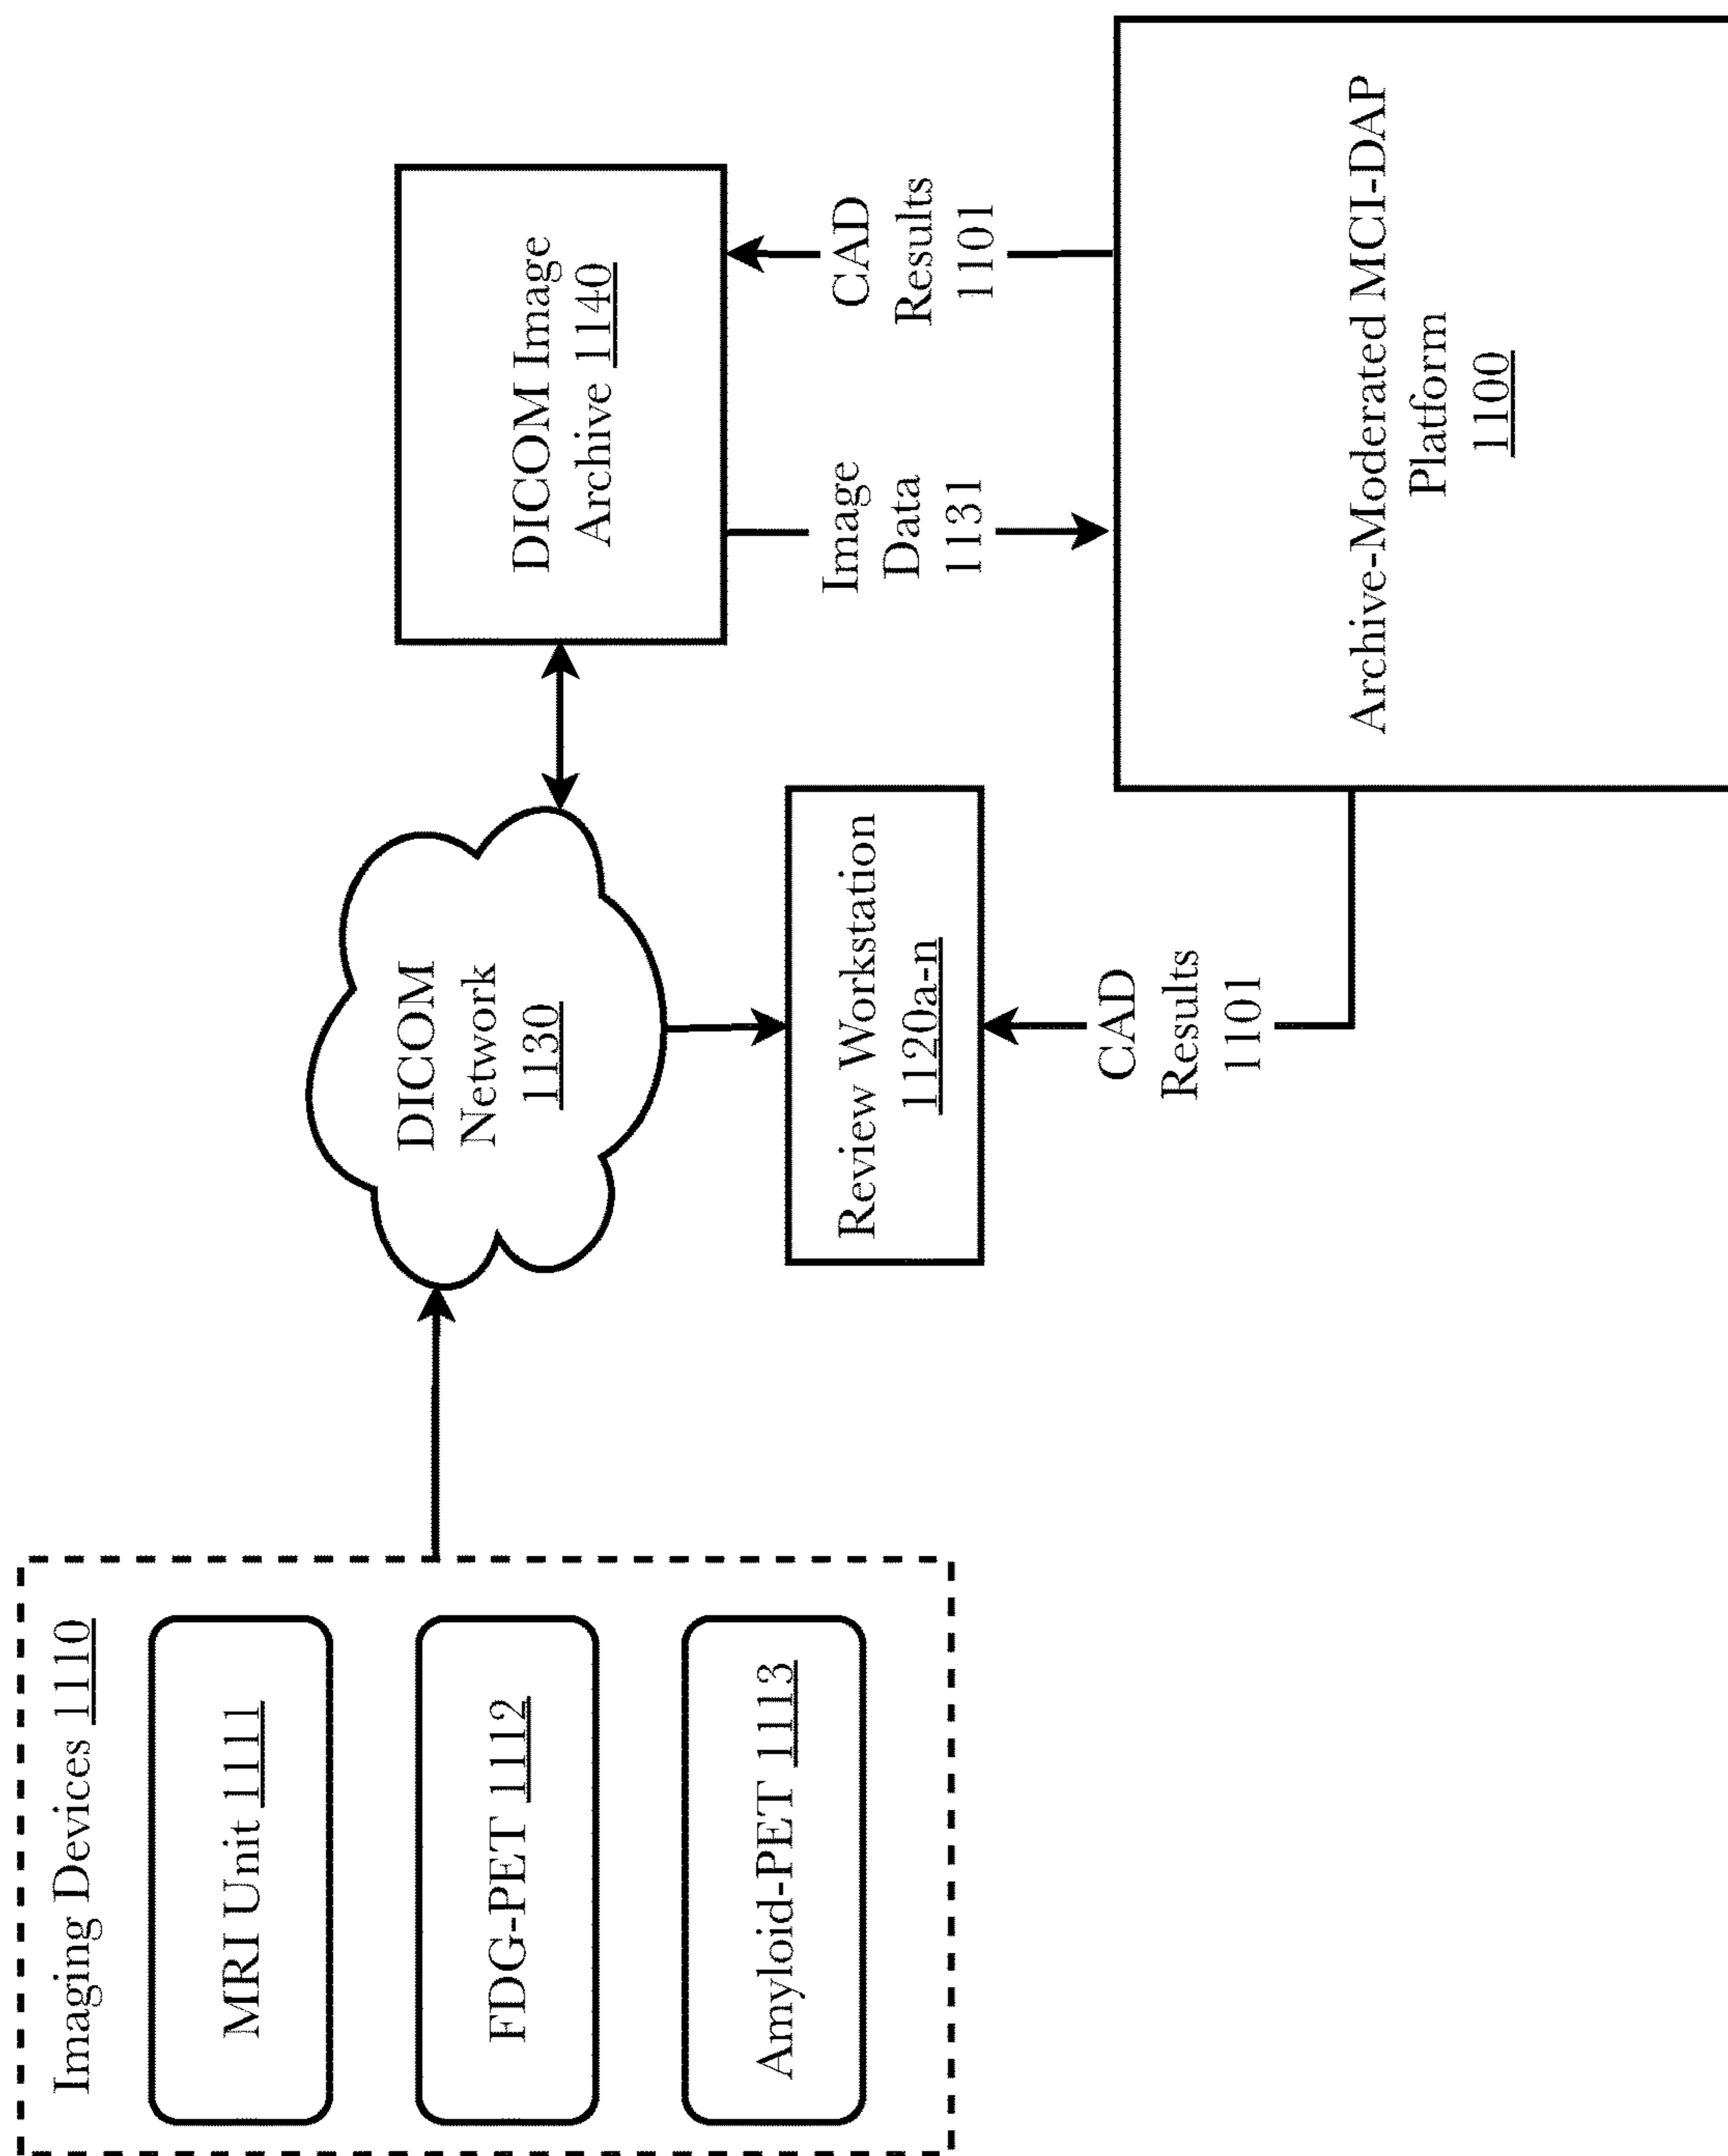 Imaging Devices 1110
MRI Unit 1111
FDG-PET 1112
Amyloid-PET 1113
DICOM
Network
1130
Review Workstation
1120a-n
CAD
Results
1101
DICOM Image
Archive 1140
Image
Data
1131
CAD
Results
1101
Archive-Moderated MCI-DAP
Platform
1100